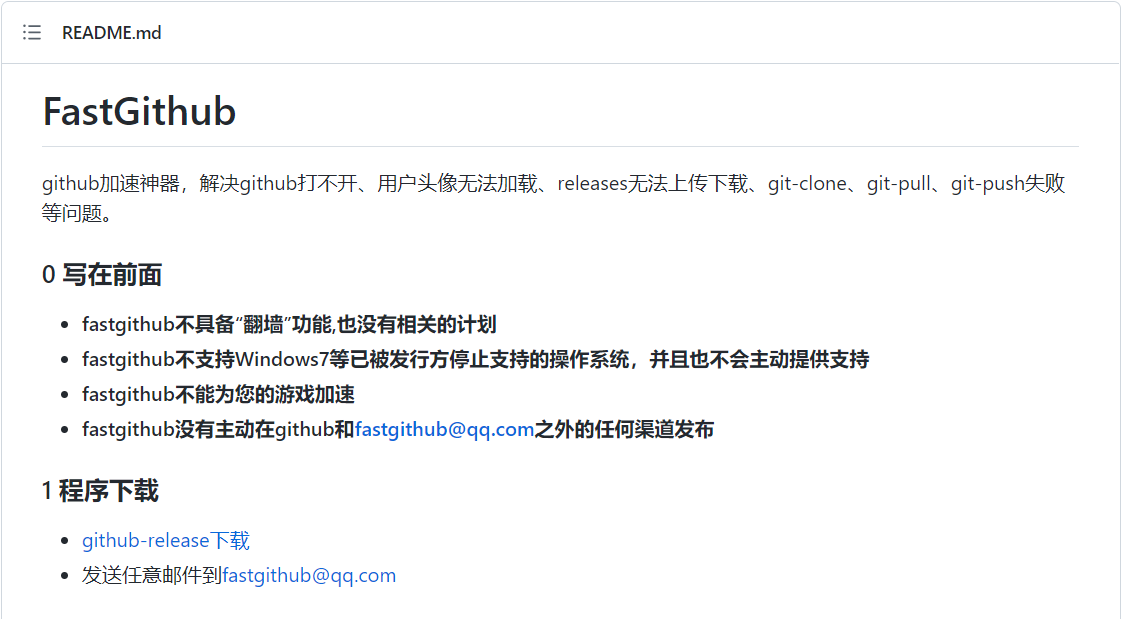 README.md
FastGithub
github加速神器，解决github打不开、用户头像无法加载、releases无法上传下载、git-clone、git-pull、git-push失败
等问题。
0 写在前面
fastgithub不具备“翻墙”功能,也没有相关的计划
fastgithub不支持Windows7等已被发行方停止支持的操作系统，并且也不会主动提供支持
fastgithub不能为您的游戏加速
fastgithub没有主动在github和fastgithub@qq.com之外的任何渠道发布
1 程序下载
github-release下载
发送任意邮件到fastgithub@qq.com